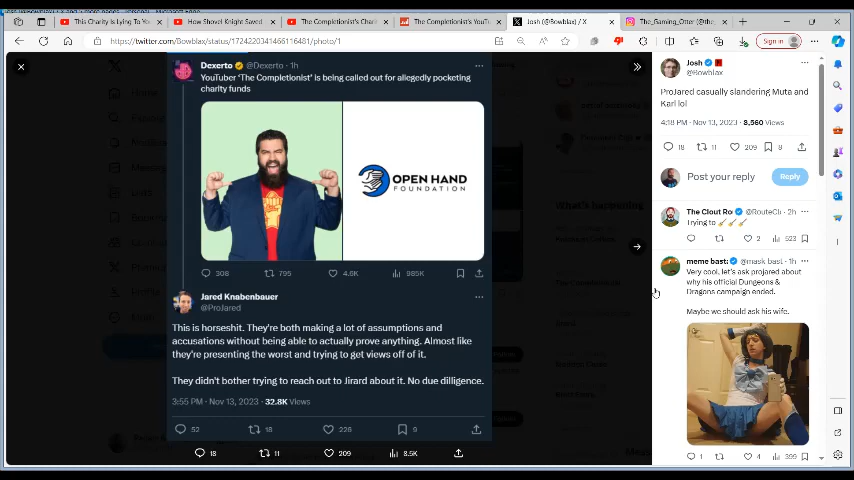 This Charity Is Lying To Yo
How Shovel Knight Saved
The Completionist's Cha
The Completionist's YouT
Josh (@Bowblax) / X
The_Gaming_Otter (@the_
https://twitter.com/Bowblax/status/1724220341466116481/photo/1
Sign in
Dexerto @Dexerto · 1h
YouTuber 'The Completionist' is being called out for allegedly pocketing
charity funds
OPEN HAND
FOUNDATION
308 795 4.6K 985K
Jared Knabenbauer
@ProJared
This is horseshit. They're both making a lot of assumptions and
accusations without being able to actually prove anything. Almost like
they're presenting the worst and trying to get views off of it.
They didn't bother trying to reach out to Jirard about it. No due dilligence.
3:55 PM · Nov 13, 2023 · 32.8K Views
52 18 226 9
18 11 209 8.5K
Josh
@Bowblax
ProJared casually slandering Muta and
Karl lol
4:18 PM · Nov 13, 2023 · 8,560 Views
18 11 209 8
Post your reply
Reply
The Clout Ro @RouteCl · 2h
Trying to
2 523
meme bast: @mask_bast · 1h
Very cool, let's ask projared about
why his official Dungeons &
Dragons campaign ended.
Maybe we should ask his wife.
1 4 399